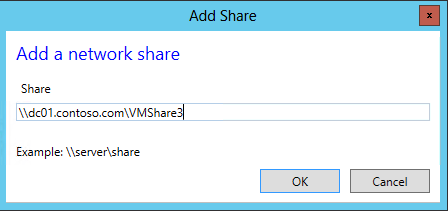 Add Share
x
Add a network share
Share
\\dc01.contoso.com\VMShare3
Example: \\server\share
OK
Cancel